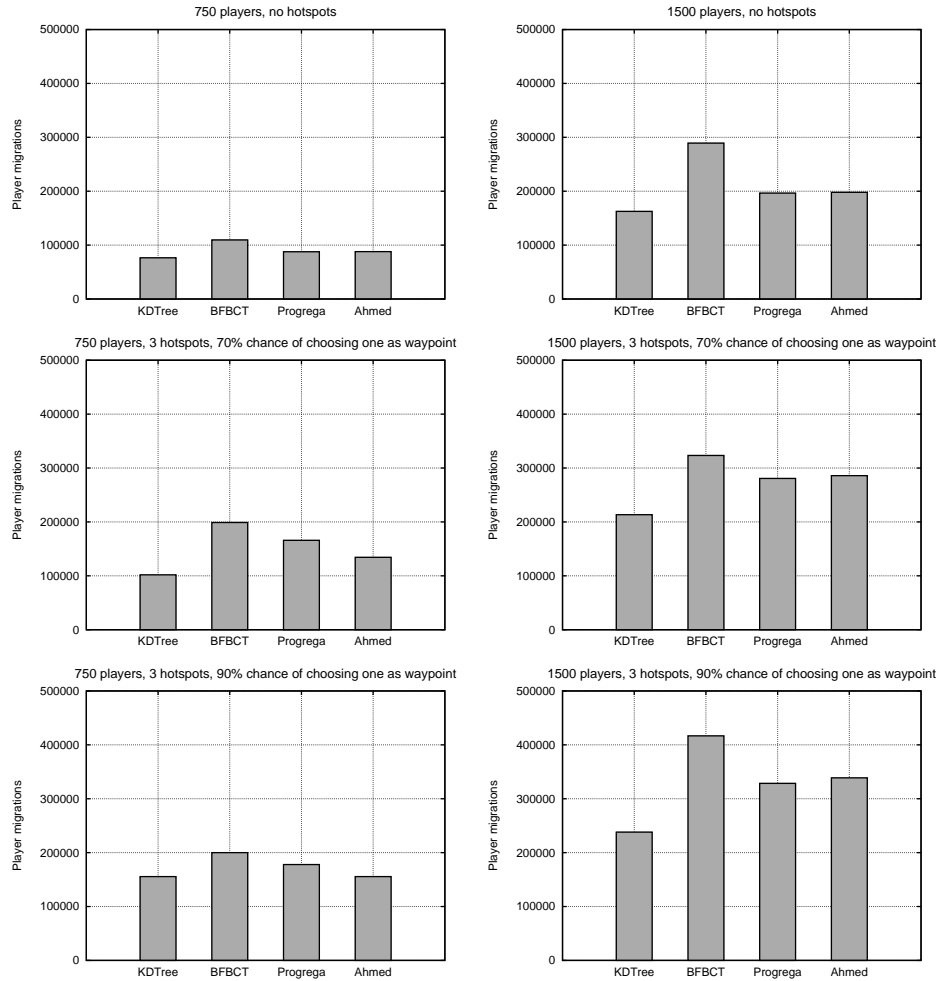 750 players, no hotspots
500000
400000
300000
200000
100000
0
Player migrations
KDTree BFBCT Progrega Ahmed
1500 players, no hotspots
500000
400000
300000
200000
100000
0
Player migrations
KDTree BFBCT Progrega Ahmed
750 players, 3 hotspots, 70% chance of choosing one as waypoint
500000
400000
300000
200000
100000
0
Player migrations
KDTree BFBCT Progrega Ahmed
1500 players, 3 hotspots, 70% chance of choosing one as waypoint
500000
400000
300000
200000
100000
0
Player migrations
KDTree BFBCT Progrega Ahmed
750 players, 3 hotspots, 90% chance of choosing one as waypoint
500000
400000
300000
200000
100000
0
Player migrations
KDTree BFBCT Progrega Ahmed
1500 players, 3 hotspots, 90% chance of choosing one as waypoint
500000
400000
300000
200000
100000
0
Player migrations
KDTree BFBCT Progrega Ahmed